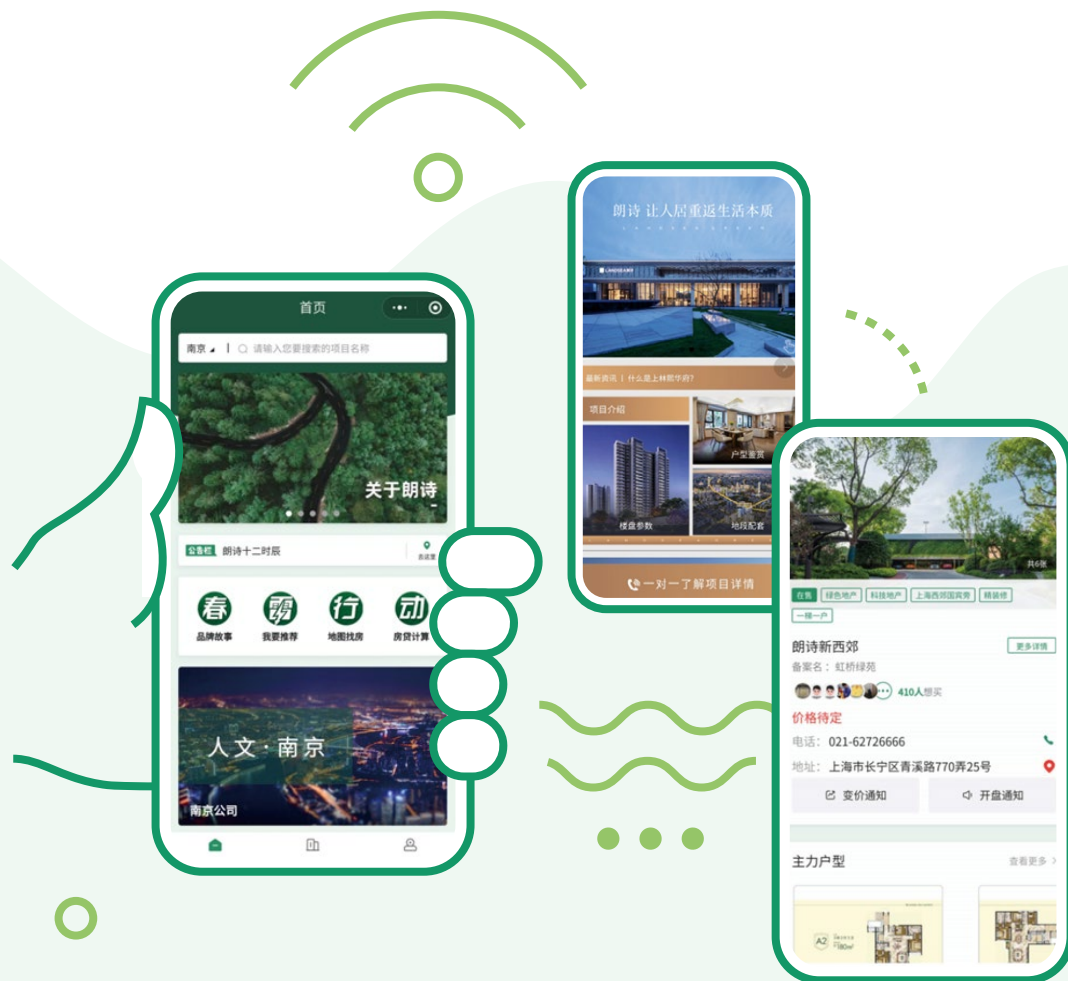 首页
南京
请输入您要搜索的项目名称
关于朗诗
公告栏 朗诗十二时辰
春 霸 行 动
品牌故事 我要推荐 地图找房 房贷计算
人文·南京
南京公司
朗诗 让人居重返生活本质
LANDSEA
最新资讯 | 什么是上林熙华府?
项目介绍
户型鉴赏
楼盘参数
地段配套
一对一了解项目详情
共6张
在售 绿色地产 科技地产 上海西郊国宾旁 精装修
一梯一户
朗诗新西郊 更多详情
备案名：虹桥绿苑
410人想买
价格待定
电话：021-62726666
地址：上海市长宁区青溪路770弄25号
变价通知 开盘通知
主力户型 查看更多
A2
180m²